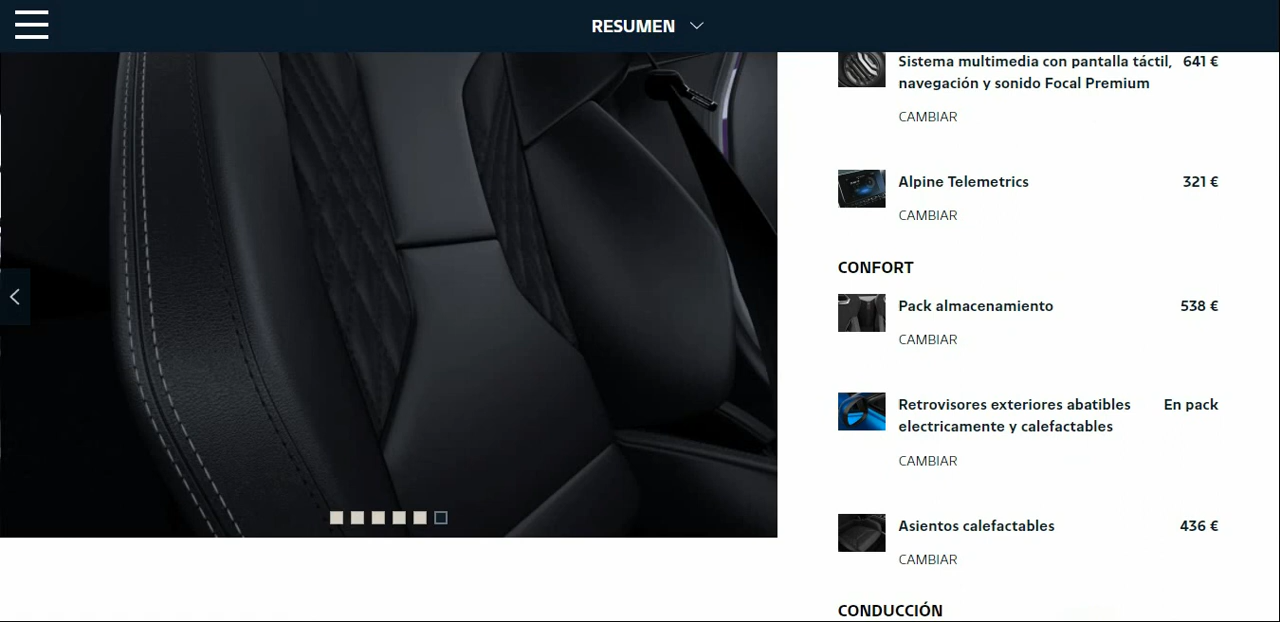 RESUMEN
Sistema multimedia con pantalla táctil, 641 €
navegación y sonido Focal Premium
CAMBIAR
Alpine Telemetrics 321 €
CAMBIAR
CONFORT
Pack almacenamiento 538 €
CAMBIAR
Retrovisores exteriores abatibles En pack
electricamente y calefactables
CAMBIAR
Asientos calefactables 436 €
CAMBIAR
CONDUCCIÓN